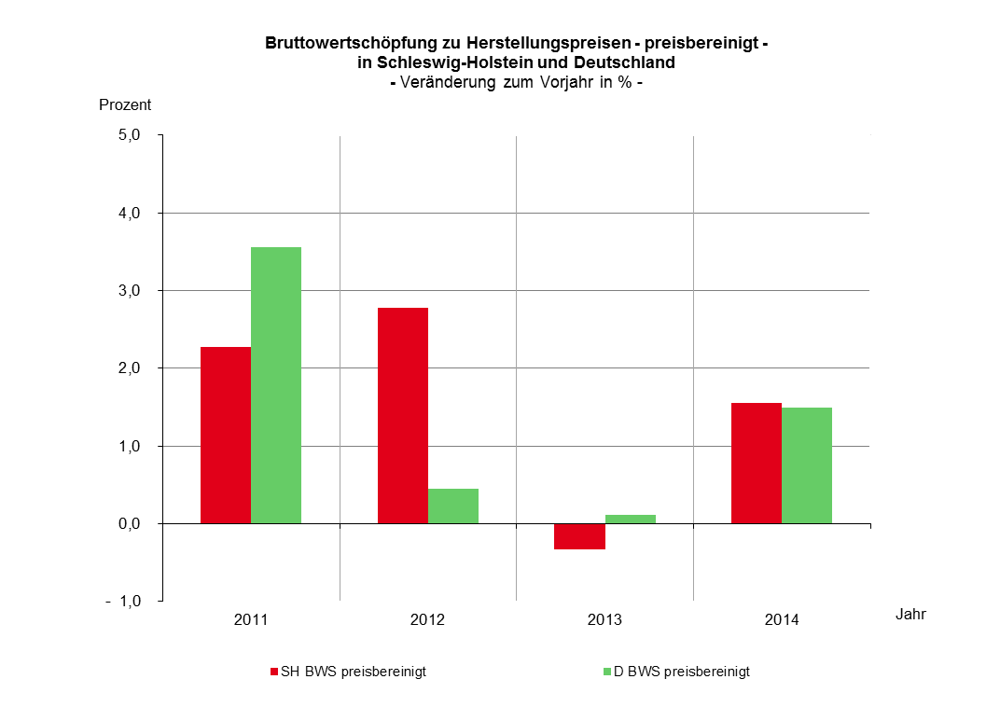 Bruttowertschöpfung zu Herstellungspreisen - preisbereinigt -
in Schleswig-Holstein und Deutschland
- Veränderung zum Vorjahr in % -
Prozent
5,0
4,0
3,0
2,0
1,0
0,0
- 1,0
2011 2012 2013 2014
Jahr
SH BWS preisbereinigt D BWS preisbereinigt